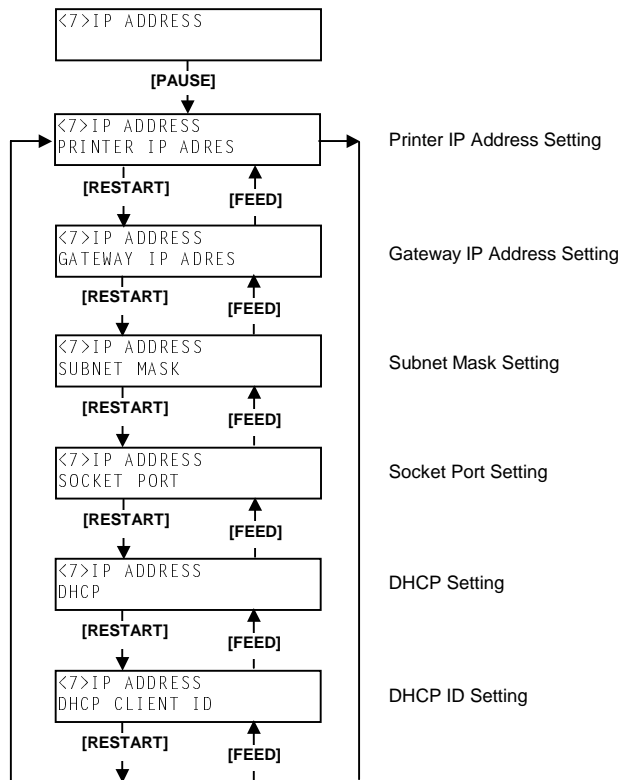 <7>IP ADDRESS
[PAUSE]
<7>IP ADDRESS
PRINTER IP ADRES
Printer IP Address Setting
[RESTART]
[FEED]
<7>IP ADDRESS
GATEWAY IP ADRES
Gateway IP Address Setting
[RESTART]
[FEED]
<7>IP ADDRESS
SUBNET MASK
Subnet Mask Setting
[RESTART]
[FEED]
<7>IP ADDRESS
SOCKET PORT
Socket Port Setting
[RESTART]
[FEED]
<7>IP ADDRESS
DHCP
DHCP Setting
[RESTART]
[FEED]
<7>IP ADDRESS
DHCP CLIENT ID
DHCP ID Setting
[RESTART]
[FEED]